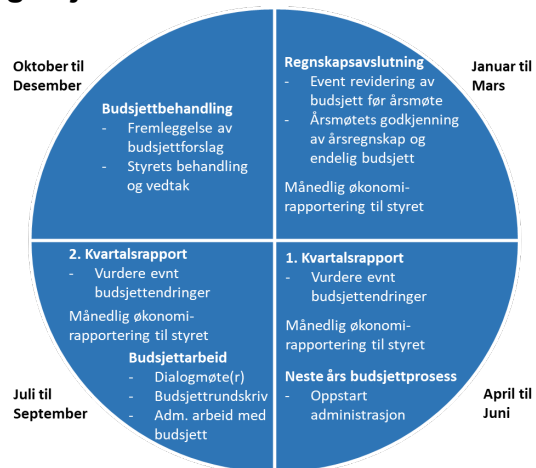 Oktober til
Desember
Budsjettbehandling
- Fremleggelse av
budsjettforslag
- Styrets behandling
og vedtak
Regnskapsavslutning
- Event revidering av
budsjett før årsmøte
- Årsmøtets godkjenning
av årsregnskap og
endelig budsjett
Månedlig økonomi-
rapportering til styret
Januar til
Mars
2. Kvartalsrapport
- Vurdere evnt
budsjettendringer
Månedlig økonomi-
rapportering til styret
Budsjettarbeid
- Dialogmøte(r)
- Budsjettrundskriv
- Adm. arbeid med
budsjett
Juli til
September
1. Kvartalsrapport
- Vurdere evnt
budsjettendringer
Månedlig økonomi-
rapportering til styret
Neste års budsjettprosess
- Oppstart
administrasjon
April til
Juni